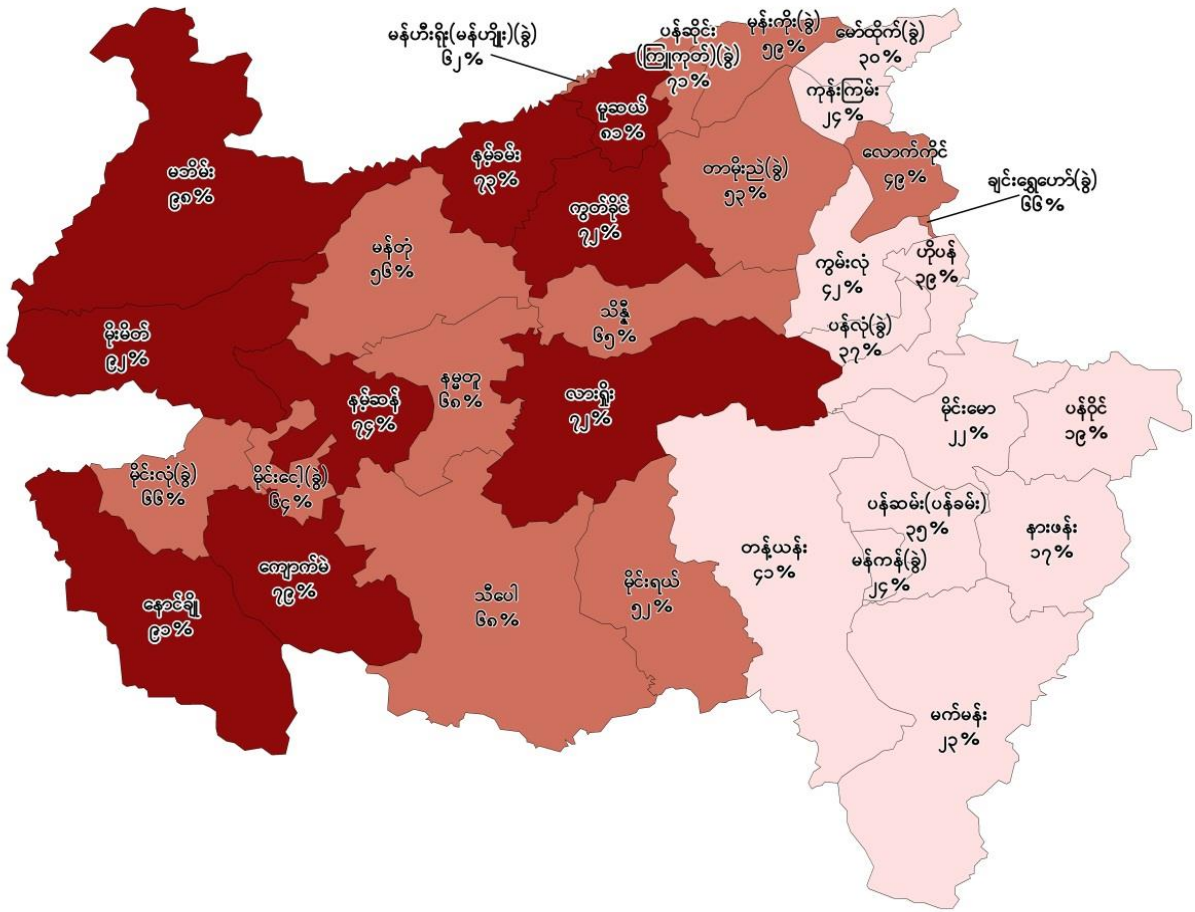 မန်ဟီးရိုး(မန်ဟျိုး)(ခွဲ)
၆၂%
ပန်ဆိုင်း
(ကြူကုတ်)(ခွဲ)
၇၁%
မုန်းကိုး(ခွဲ)
၅၉%
မော်ထိုက်(ခွဲ)
၃၀%
ကုန်းကြမ်း
၂၄%
မူဆယ်
၈၁%
နမ့်ခမ်း
၇၃%
မဘိမ်း
၉၈%
တာမိုးညဲ(ခွဲ)
၅၃%
လောက်ကိုင်
၄၉%
ချင်းရွှေဟော်(ခွဲ)
၆၆%
ကွတ်ခိုင်
၇၂%
မန်တုံ
၅၆%
ကွမ်းလုံ
၄၂%
ဟိုပန်
၃၉%
သိန္နီ
၆၅%
ပန်လုံ(ခွဲ)
၃၇%
မိုးမိတ်
၉၂%
နမ္မတူ
၆၈%
နမ့်ဆန်
၇၄%
လားရှိုး
၇၂%
မိုင်းမော
၂၂%
ပန်ဝိုင်
၁၉%
မိုင်းလုံ(ခွဲ)
၆၆%
မိုင်းငေါ့(ခွဲ)
၆၄%
ပန်ဆမ်း(ပန်ခမ်း)
၃၅%
နားဖန်း
၁၇%
တန့်ယန်း
၄၁%
မန်ကန်(ခွဲ)
၂၄%
ကျောက်မဲ
၇၉%
မိုင်းရယ်
၅၂%
သီပေါ
၆၈%
နောင်ချို
၉၁%
မက်မန်း
၂၃%